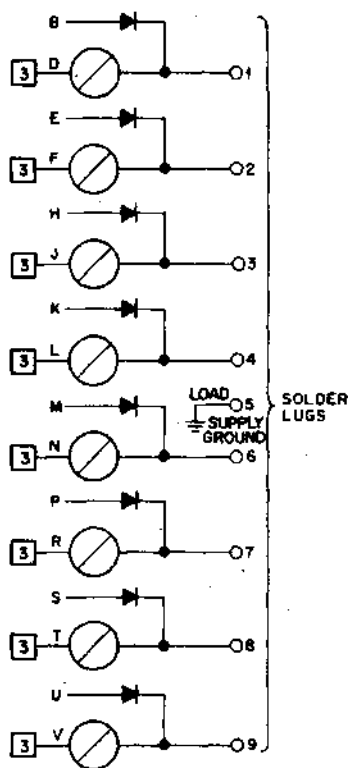 B
3 D 1
E
3 F 2
H
3 J 3
K
3 L 4
LOAD 5 SOLDER
M SUPPLY LUGS
GROUND
3 N 6
P
3 R 7
S
3 T 8
U
3 V 9